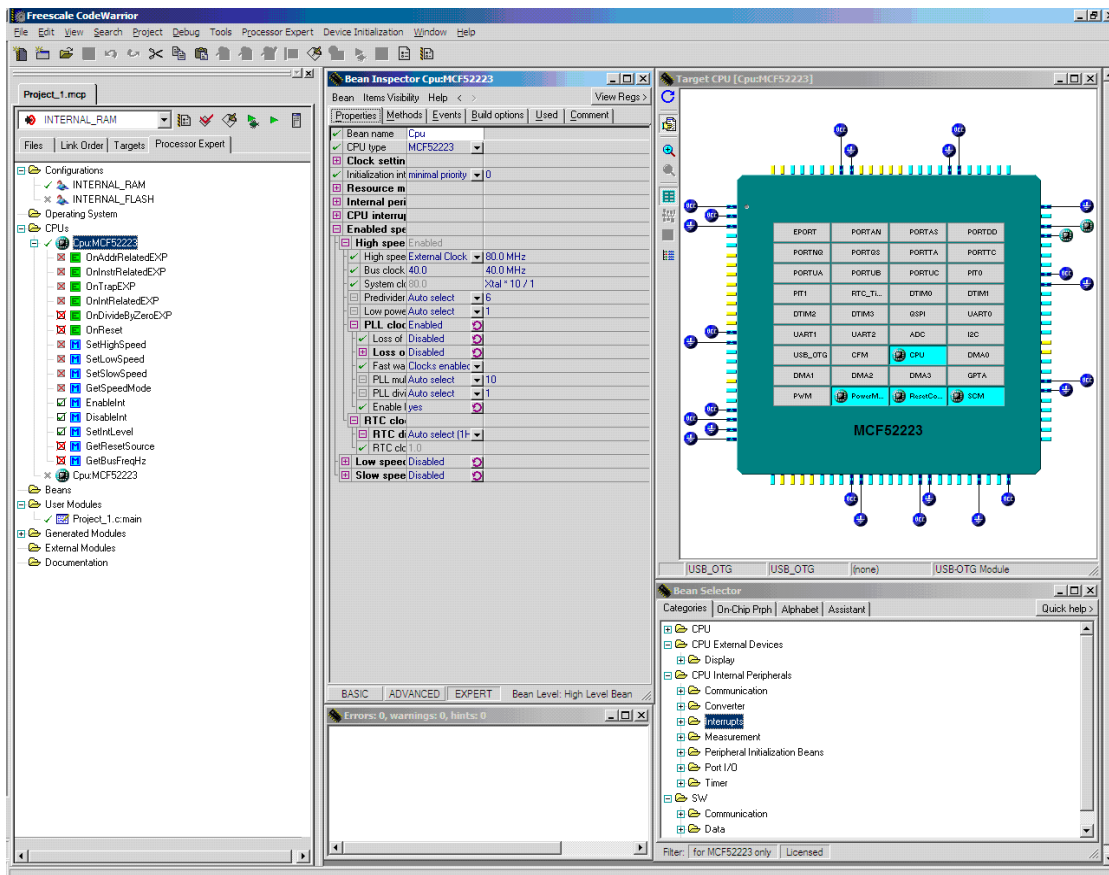 Freescale CodeWarrior
File Edit View Search Project Debug Tools Processor Expert Device Initialization Window Help
Project_1.mcp
INTERNAL_RAM
Files Link Order Targets Processor Expert
Configurations
INTERNAL_RAM
INTERNAL_FLASH
Operating System
CPUs
Cpu:MCF52223
OnAddrRelatedEXP
OnInstrRelatedEXP
OnTrapEXP
OnIntRelatedEXP
OnDivideByZeroEXP
OnReset
SetHighSpeed
SetLowSpeed
SetSlowSpeed
GetSpeedMode
EnableInt
DisableInt
SetIntLevel
GetResetSource
GetBusFreqHz
Cpu:MCF52223
Beans
User Modules
Project_1.c:main
Generated Modules
External Modules
Documentation
Bean Inspector Cpu:MCF52223
Bean Items Visibility Help < > View Regs >
Properties Methods Events Build options Used Comment
Bean name Cpu
CPU type MCF52223
Clock settin
Initialization int minimal priority 0
Resource m
Internal peri
CPU interrup
Enabled spe
High spee Enabled
High spee External Clock 80.0 MHz
Bus clock 40.0 40.0 MHz
System clo 80.0 Xtal * 10 / 1
Predivider Auto select 6
Low powe Auto select 1
PLL cloc Enabled
Loss of Disabled
Loss o Disabled
Fast wa Clocks enabled
PLL mul Auto select 10
PLL divi Auto select 1
Enable l yes
RTC clo
RTC di Auto select [1H
RTC clc 1.0
Low speed Disabled
Slow spee Disabled
BASIC ADVANCED EXPERT Bean Level: High Level Bean
Errors: 0, warnings: 0, hints: 0
Target CPU [Cpu:MCF52223]
EPORT PORTAN PORTAS PORTDD
PORTNQ PORTGS PORTTA PORTTC
PORTUA PORTUB PORTUC PIT0
PIT1 RTC_Ti... DTIM0 DTIM1
DTIM2 DTIM3 QSPI UART0
UART1 UART2 ADC I2C
USB_OTG CFM CPU DMA0
DMA1 DMA2 DMA3 GPTA
PWM PowerM... ResetCo... SCM
MCF52223
USB_OTG USB_OTG (none) USB-OTG Module
Bean Selector
Categories On-Chip Prph Alphabet Assistant Quick help >
CPU
CPU External Devices
Display
CPU Internal Peripherals
Communication
Converter
Interrupts
Measurement
Peripheral Initialization Beans
Port I/O
Timer
SW
Communication
Data
Filter: for MCF52223 only Licensed